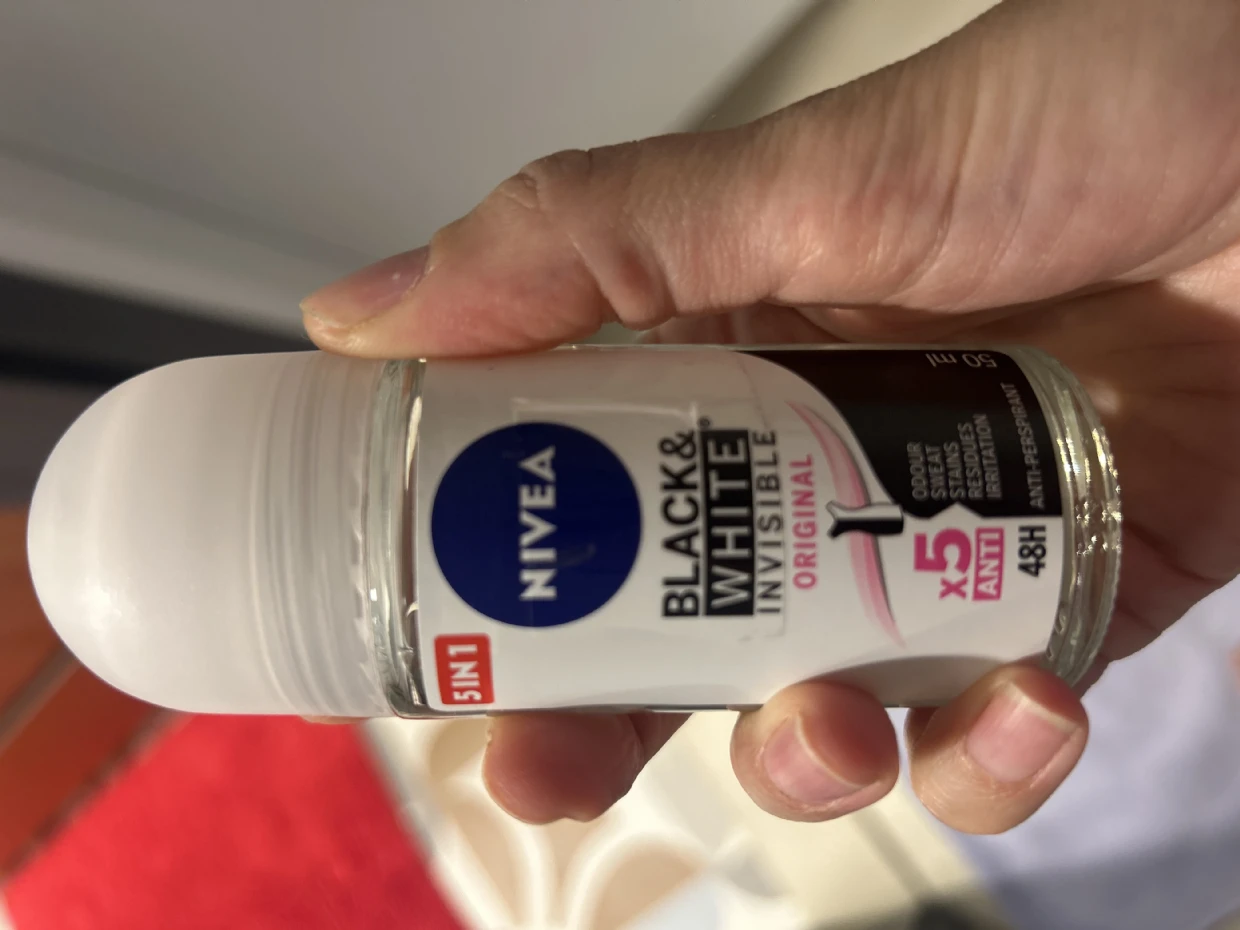 5IN1
NIVEA
BLACK&
WHITE®
INVISIBLE
ORIGINAL
x5
ANTI
ODOUR
SWEAT
STAINS
RESIDUES
IRRITATION
48H ANTI-PERSPIRANT
50 ml